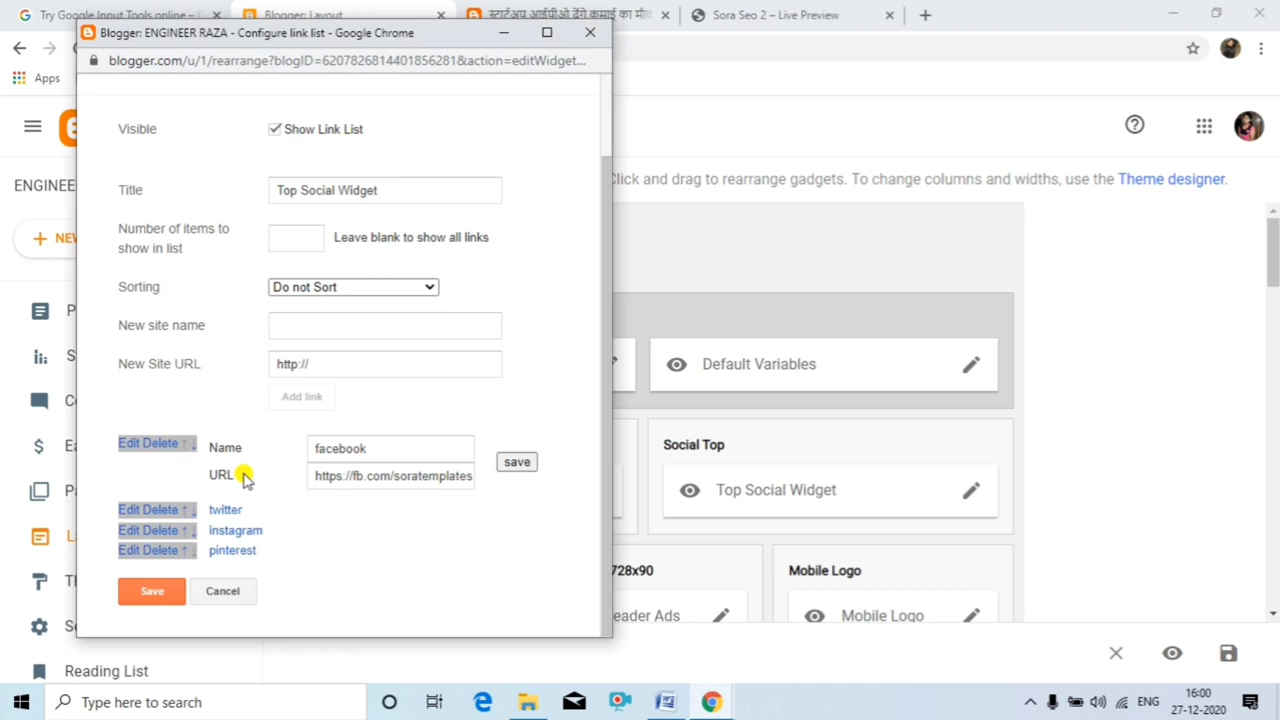 Try Google Input Tools online –
Blogger: Layout
स्टार्टअप आईपीओ देंगे कमाई का
Sora Seo 2 – Live Preview
Blogger: ENGINEER RAZA - Configure link list - Google Chrome
blogger.com/u/1/rearrange?blogID=6207826814401856281&action=editWidget...
Apps
Visible
Show Link List
ENGINEE
Click and drag to rearrange gadgets. To change columns and widths, use the Theme designer.
Title
Top Social Widget
NEW
Number of items to
show in list
Leave blank to show all links
Sorting
Do not Sort
P
New site name
S
New Site URL
http://
Default Variables
Add link
Co
Edit Delete
Name
facebook
Social Top
Ea
URL
https://fb.com/soratemplates
save
P
Top Social Widget
Edit Delete
twitter
Edit Delete
instagram
L
Edit Delete
pinterest
728x90
Mobile Logo
Th
Save
Cancel
eader Ads
Mobile Logo
Se
Reading List
Type here to search
ENG
16:00
27-12-2020